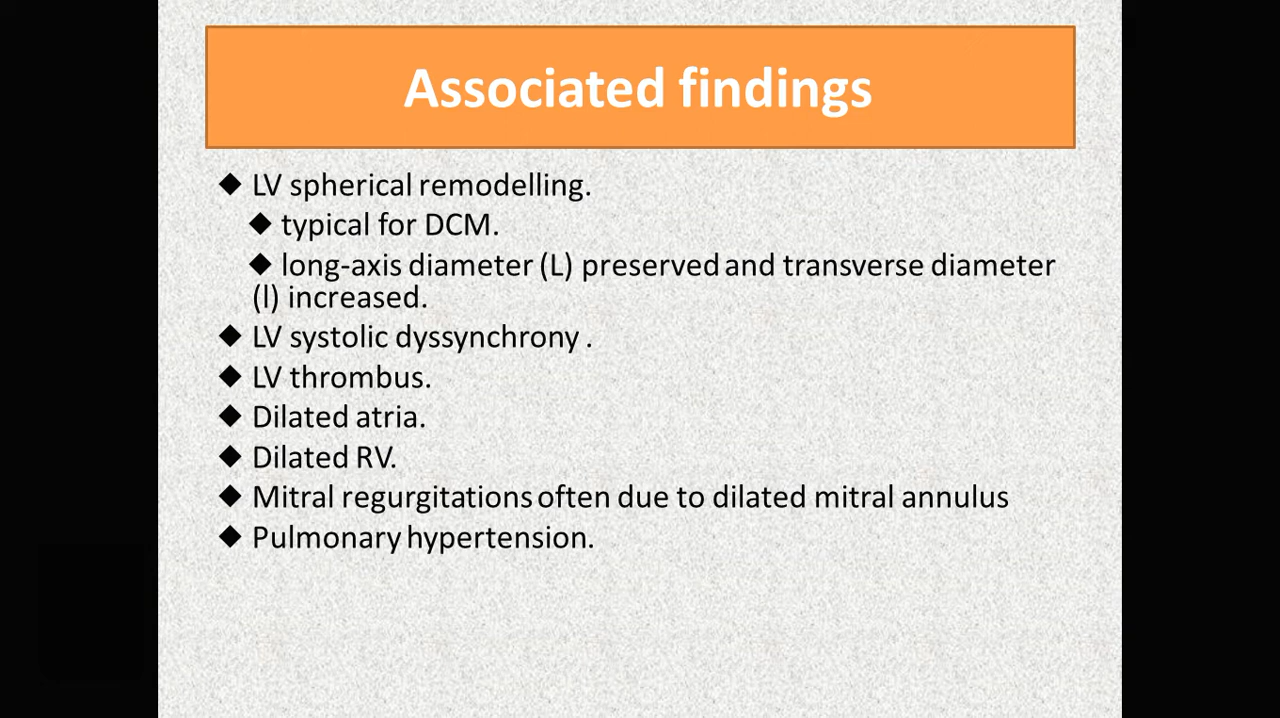 Associated findings
◆ LV spherical remodelling.
◆ typical for DCM.
◆ long-axis diameter (L) preserved and transverse diameter
(l) increased.
◆ LV systolic dyssynchrony .
◆ LV thrombus.
◆ Dilated atria.
◆ Dilated RV.
◆ Mitral regurgitations often due to dilated mitral annulus
◆ Pulmonary hypertension.